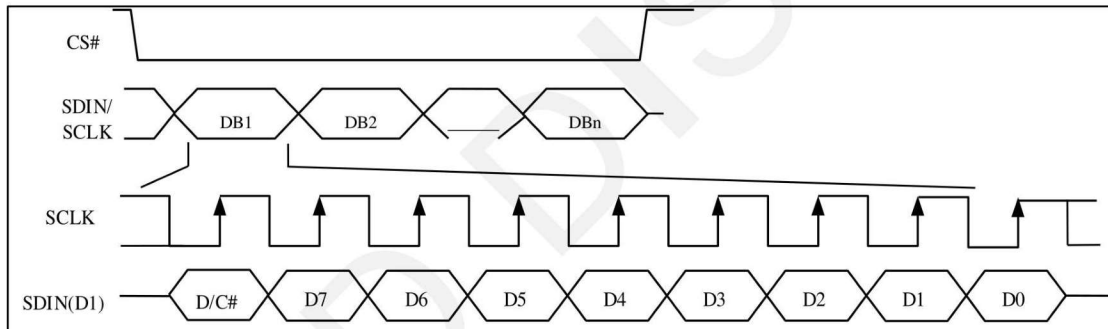 CS#
SDIN/
SCLK
DB1 DB2 DBn
SCLK
SDIN(D1) D/C# D7 D6 D5 D4 D3 D2 D1 D0